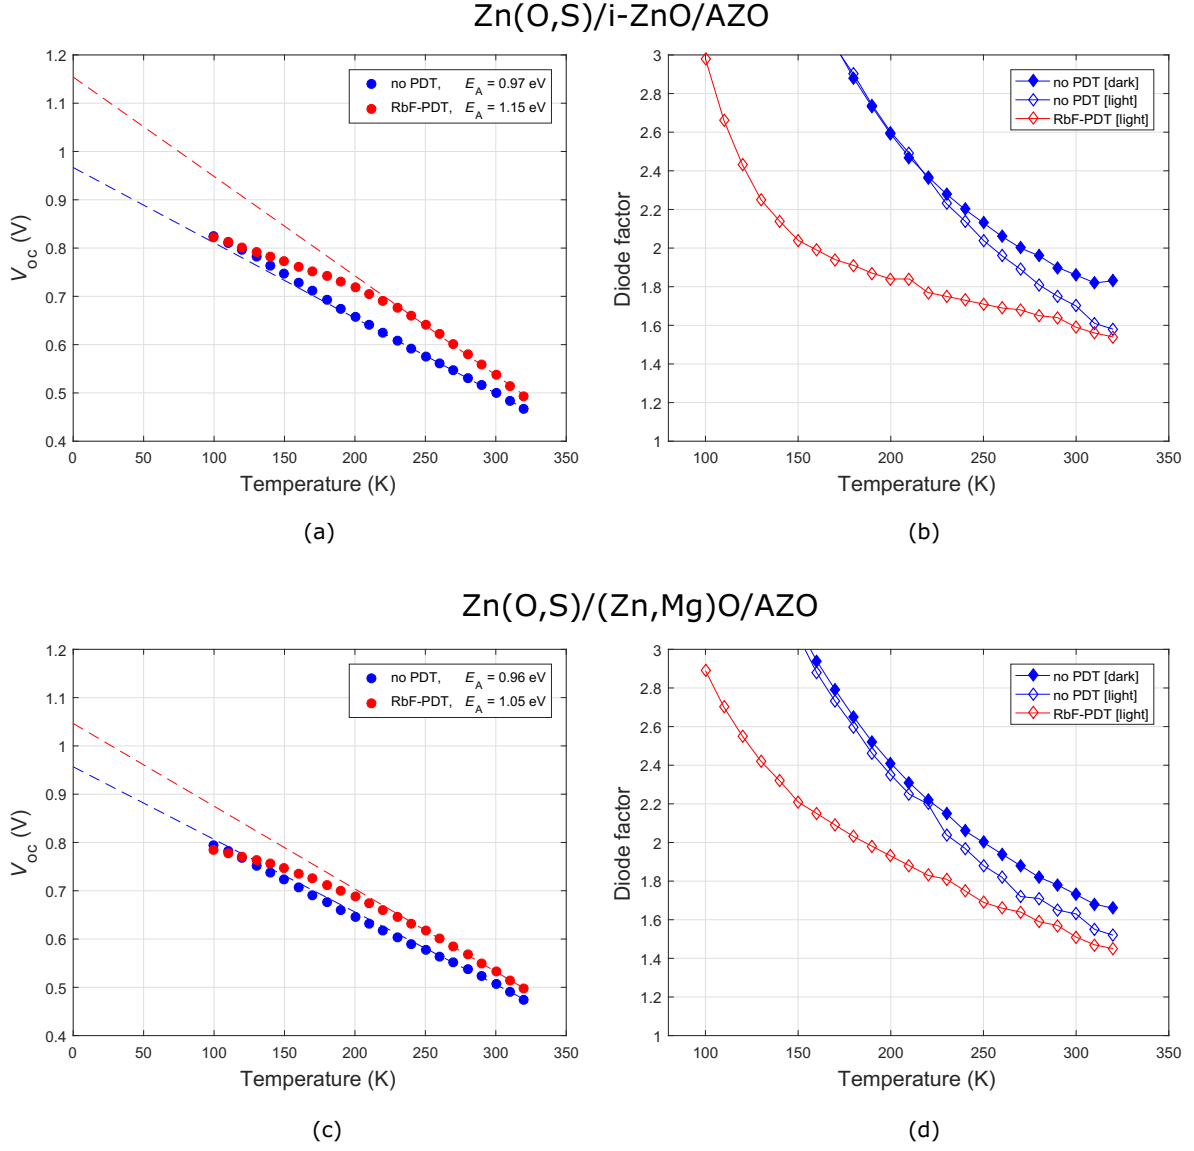 Zn(O,S)/i-ZnO/AZO
1.2
1.1
1
0.9
0.8
0.7
0.6
0.5
0.4
V_oc (V)
no PDT, E_A = 0.97 eV
RbF-PDT, E_A = 1.15 eV
0 50 100 150 200 250 300 350
Temperature (K)
(a)
3
2.8
2.6
2.4
2.2
2
1.8
1.6
1.4
1.2
1
Diode factor
no PDT [dark]
no PDT [light]
RbF-PDT [light]
100 150 200 250 300 350
Temperature (K)
(b)
Zn(O,S)/(Zn,Mg)O/AZO
1.2
1.1
1
0.9
0.8
0.7
0.6
0.5
0.4
V_oc (V)
no PDT, E_A = 0.96 eV
RbF-PDT, E_A = 1.05 eV
0 50 100 150 200 250 300 350
Temperature (K)
(c)
3
2.8
2.6
2.4
2.2
2
1.8
1.6
1.4
1.2
1
Diode factor
no PDT [dark]
no PDT [light]
RbF-PDT [light]
100 150 200 250 300 350
Temperature (K)
(d)